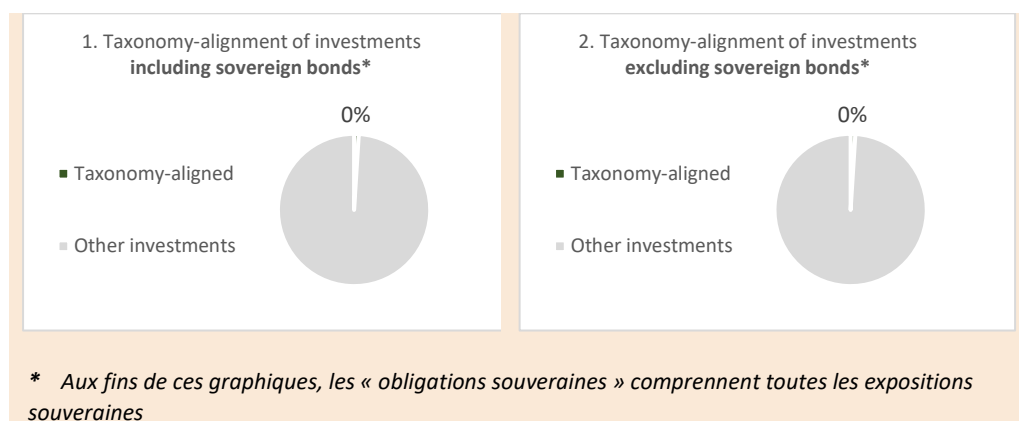 1. Taxonomy-alignment of investments
including sovereign bonds*
0%
Taxonomy-aligned
Other investments
2. Taxonomy-alignment of investments
excluding sovereign bonds*
0%
Taxonomy-aligned
Other investments
* Aux fins de ces graphiques, les « obligations souveraines » comprennent toutes les expositions
souveraines